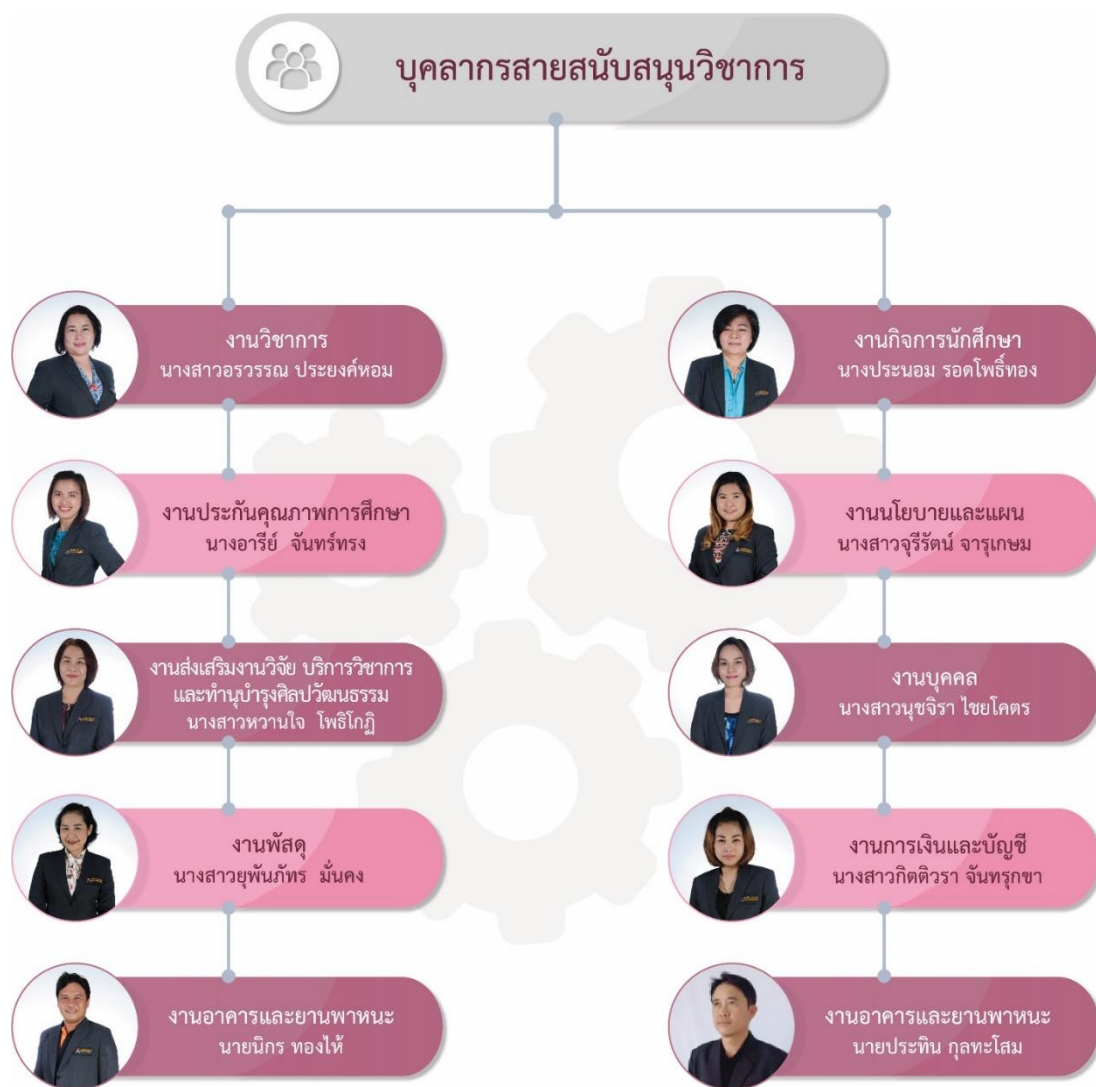 บุคลากรสายสนับสนุนวิชาการ
งานวิชาการ
นางสาวอรวรรณ ประยงค์หอม
งานประกันคุณภาพการศึกษา
นางอารีย์ จันทร์ทรง
งานส่งเสริมงานวิจัย บริการวิชาการ
และทำนุบำรุงศิลปวัฒนธรรม
นางสาวหวานใจ โพธิโกฏิ
งานพัสดุ
นางสาวยุพันภัทร มั่นคง
งานอาคารและยานพาหนะ
นายนิกร ทองไห้
งานกิจการนักศึกษา
นางประนอม รอดโพธิ์ทอง
งานนโยบายและแผน
นางสาวจุรีรัตน์ จารุเกษม
งานบุคคล
นางสาวนุชจิรา ไชยโคตร
งานการเงินและบัญชี
นางสาวกิตติวรา จันทรุกขา
งานอาคารและยานพาหนะ
นายประทิน กุลทะโสม